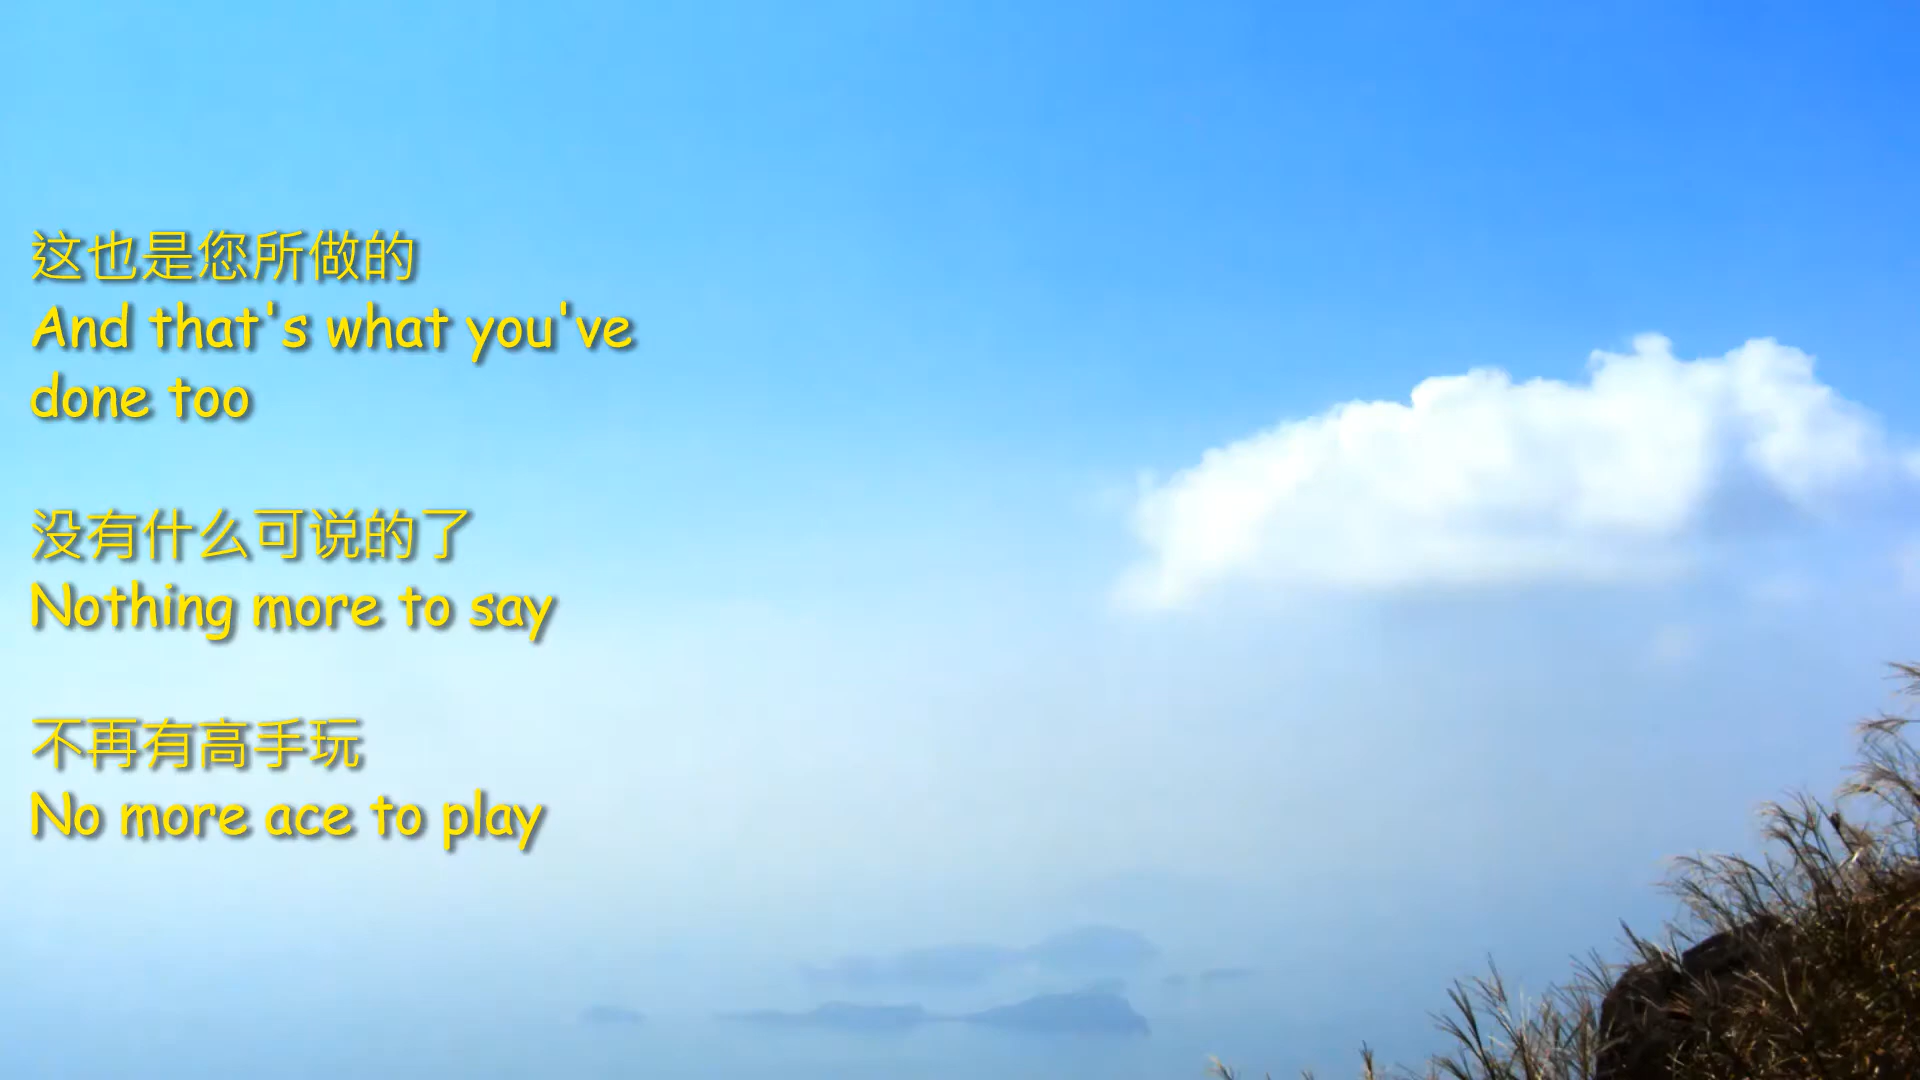 这也是您所做的
And that's what you've
done too
没有什么可说的了
Nothing more to say
不再有高手玩
No more ace to play